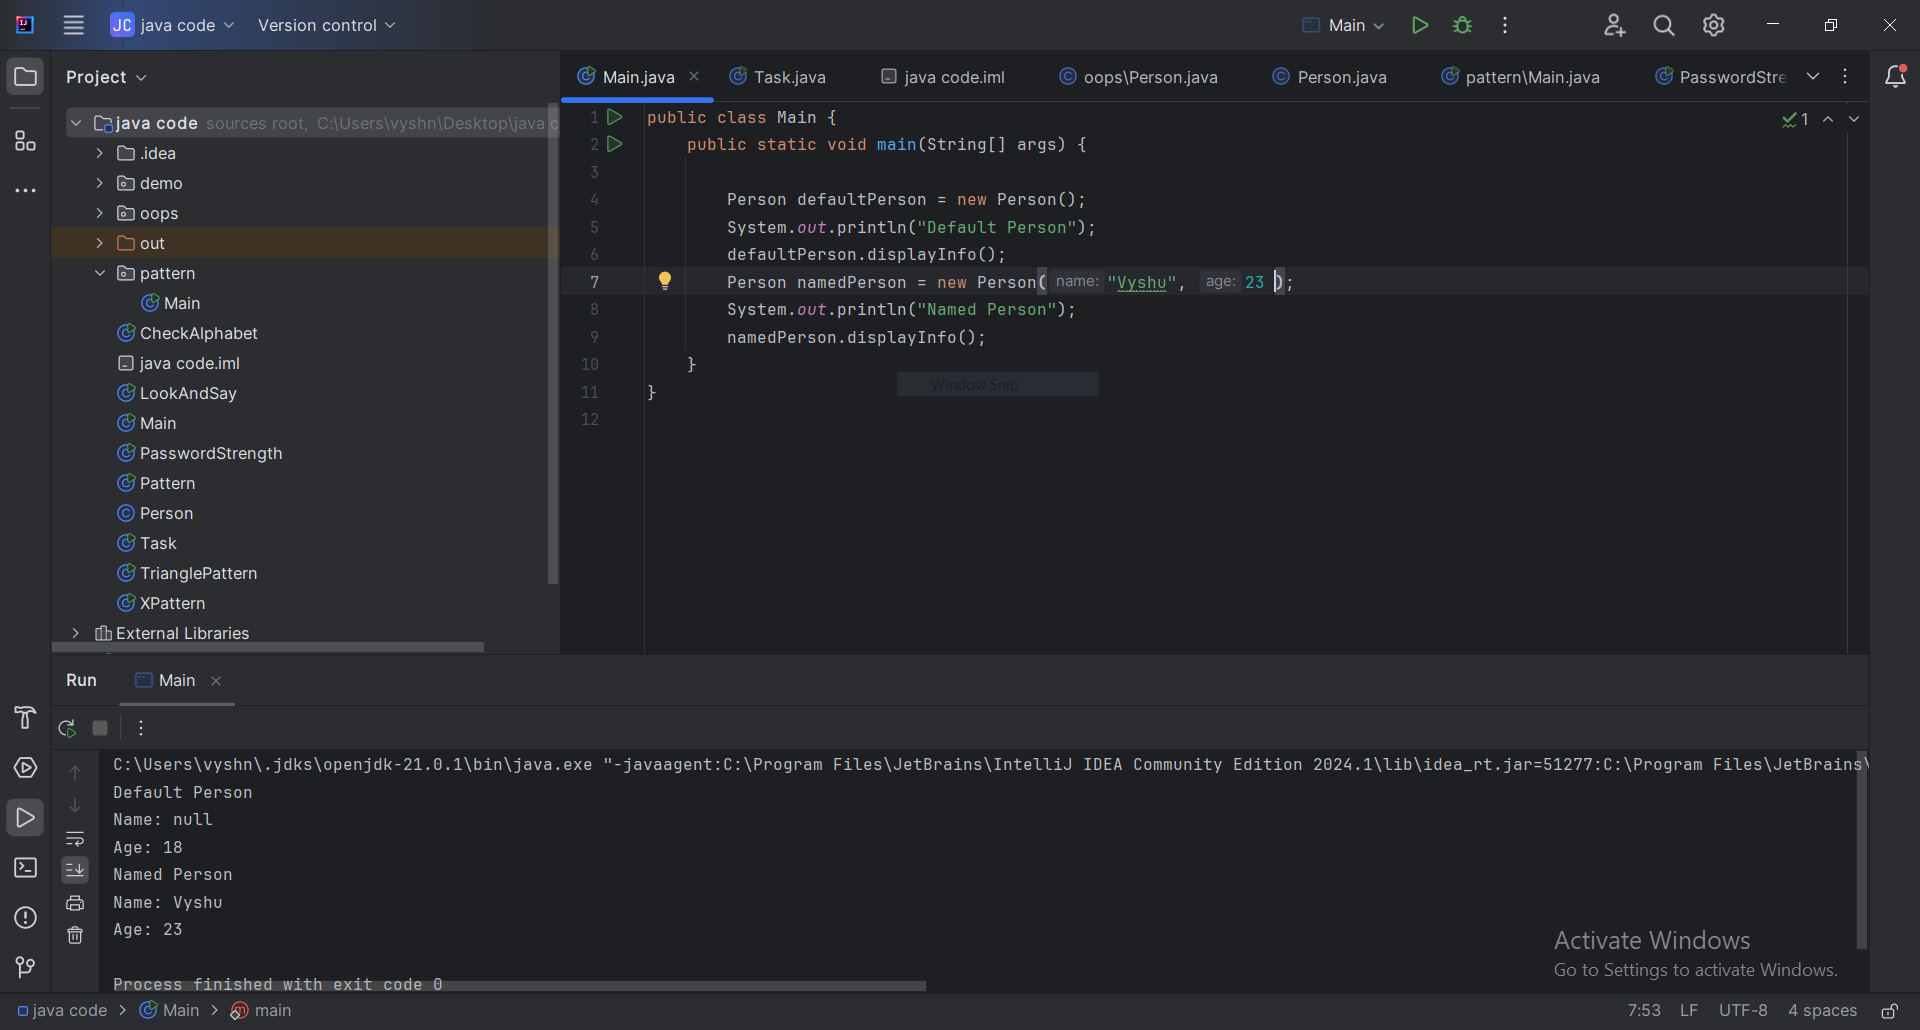 JC java code Version control Main
Project
Main.java Task.java java code.iml oops\Person.java Person.java pattern\Main.java PasswordStre
java code sources root, C:\Users\vyshn\Desktop\java c
.idea
demo
oops
out
pattern
Main
CheckAlphabet
java code.iml
LookAndSay
Main
PasswordStrength
Pattern
Person
Task
TrianglePattern
XPattern
External Libraries
1 public class Main {
2 public static void main(String[] args) {
3
4 Person defaultPerson = new Person();
5 System.out.println("Default Person");
6 defaultPerson.displayInfo();
7 Person namedPerson = new Person( name: "Vyshu", age: 23 );
8 System.out.println("Named Person");
9 namedPerson.displayInfo();
10 }
11 }
12
1
Window Snip
Run Main
C:\Users\vyshn\.jdks\openjdk-21.0.1\bin\java.exe "-javaagent:C:\Program Files\JetBrains\IntelliJ IDEA Community Edition 2024.1\lib\idea_rt.jar=51277:C:\Program Files\JetBrains\
Default Person
Name: null
Age: 18
Named Person
Name: Vyshu
Age: 23
Process finished with exit code 0
Activate Windows
Go to Settings to activate Windows.
java code > Main > main 7:53 LF UTF-8 4 spaces